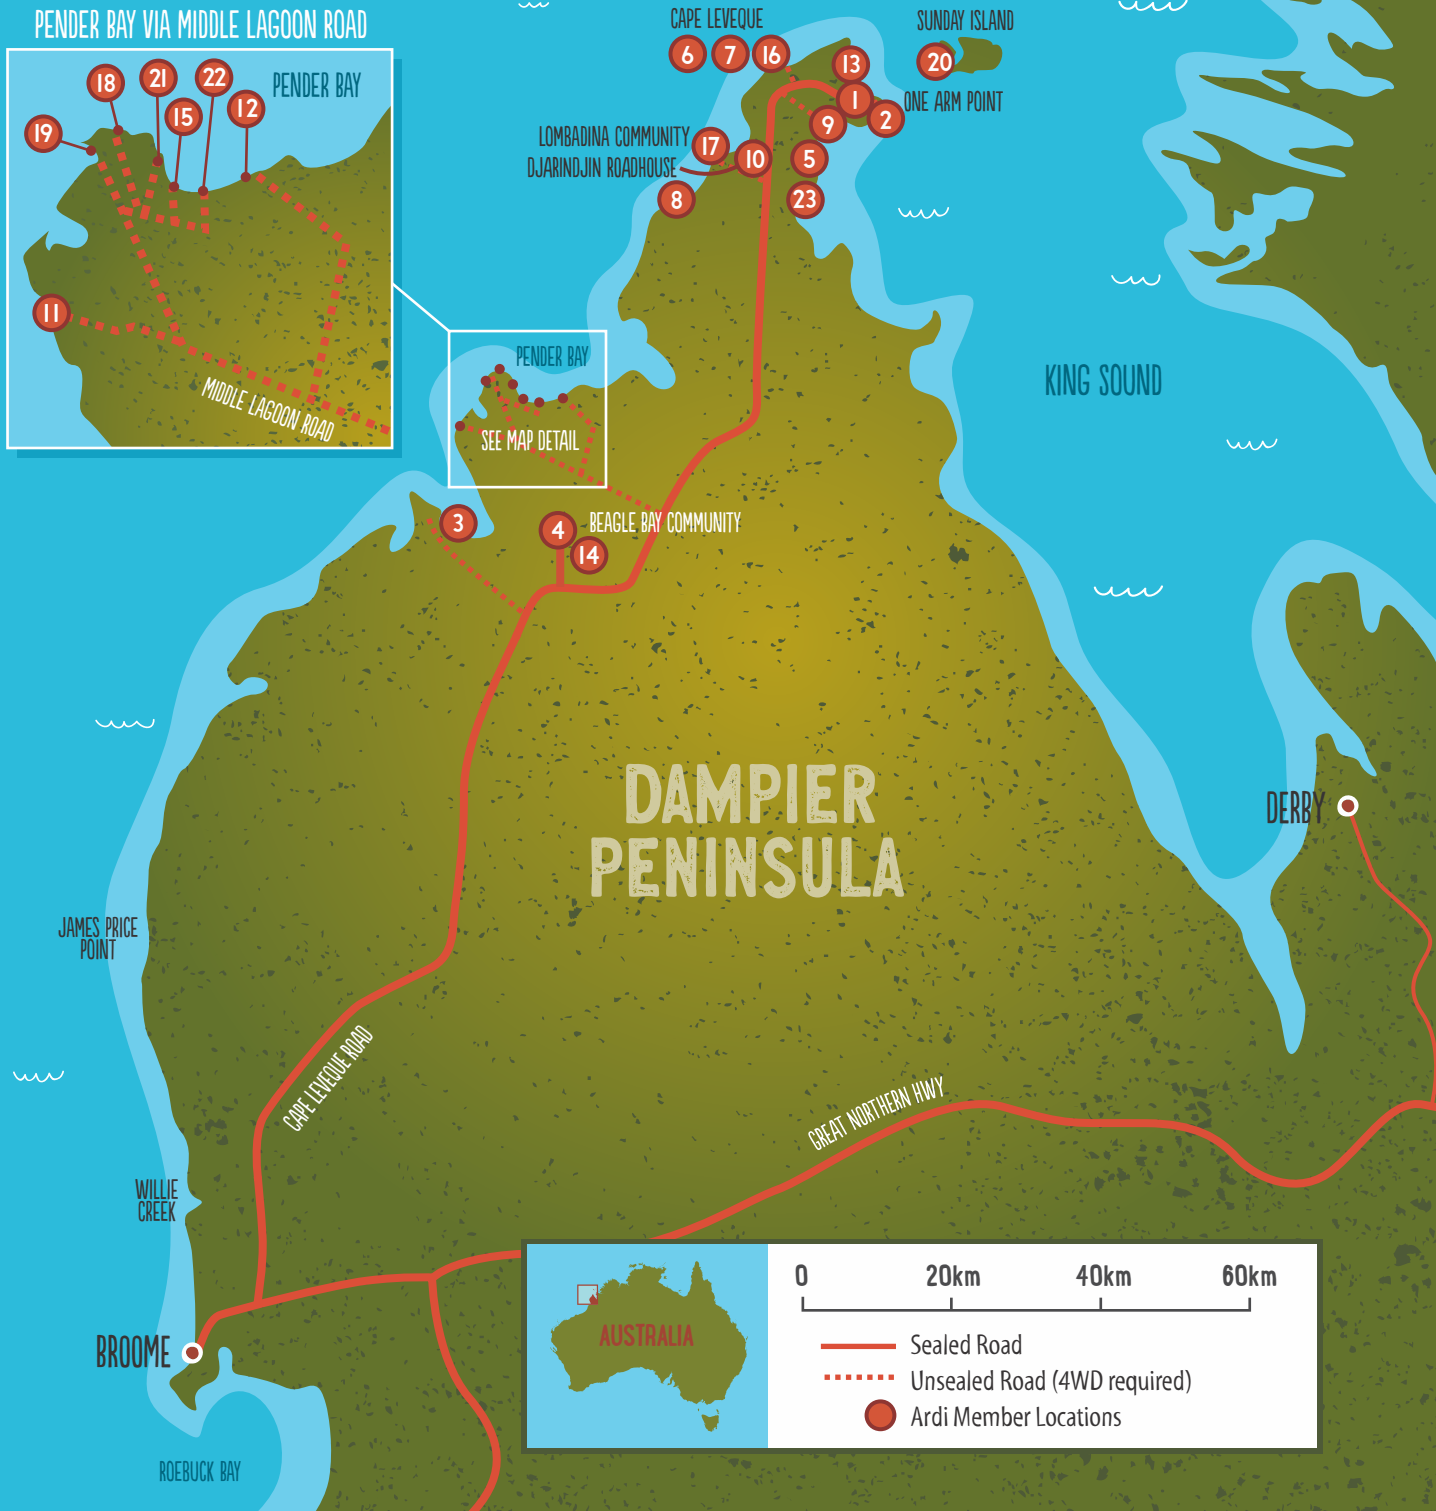 PENDER BAY VIA MIDDLE LAGOON ROAD
CAPE LEVEQUE
SUNDAY ISLAND
6
7
16
13
20
18
21
22
PENDER BAY
15
12
19
1
ONE ARM POINT
2
9
LOMBADINA COMMUNITY
17
DJARINDJIN ROADHOUSE
10
5
8
23
11
MIDDLE LAGOON ROAD
PENDER BAY
SEE MAP DETAIL
KING SOUND
3
4
BEAGLE BAY COMMUNITY
14
DAMPIER
PENINSULA
DERBY
JAMES PRICE
POINT
CAPE LEVEQUE ROAD
GREAT NORTHERN HWY
WILLIE
CREEK
BROOME
ROEBUCK BAY
AUSTRALIA
0 20km 40km 60km
Sealed Road
Unsealed Road (4WD required)
Ardi Member Locations